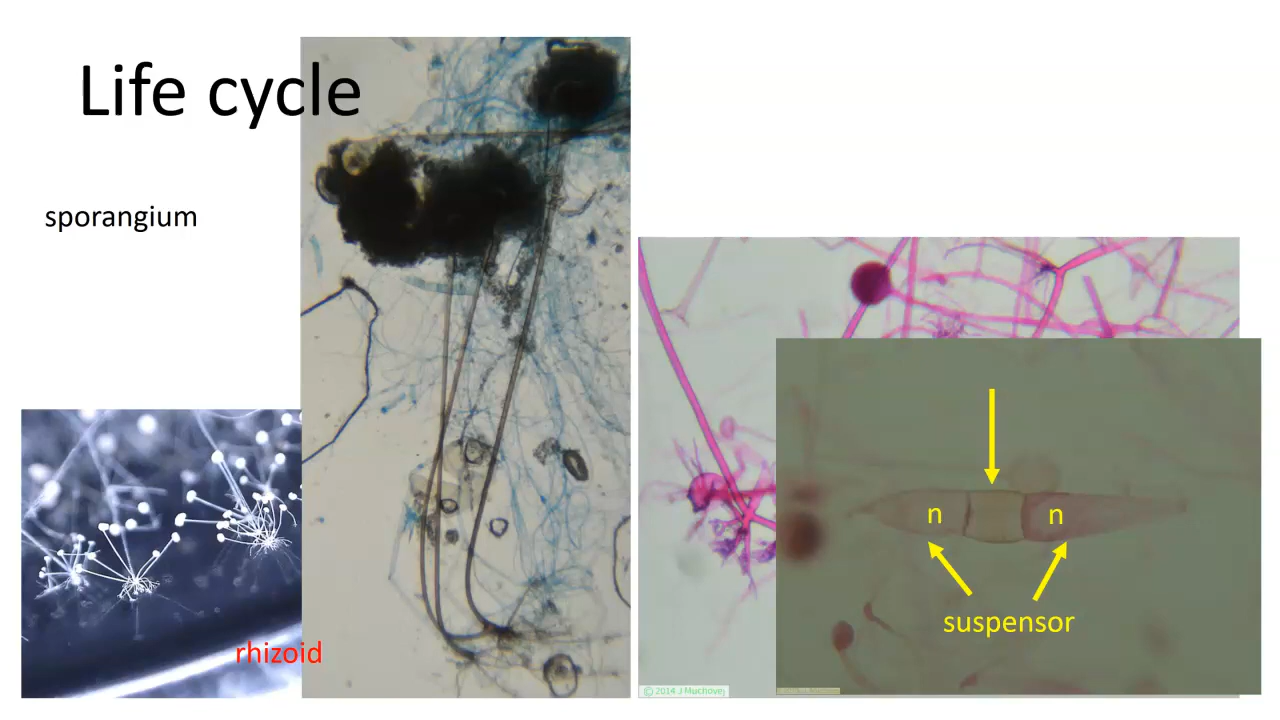 Life cycle
sporangium
rhizoid
n
n
suspensor
© 2014 J Muchovej